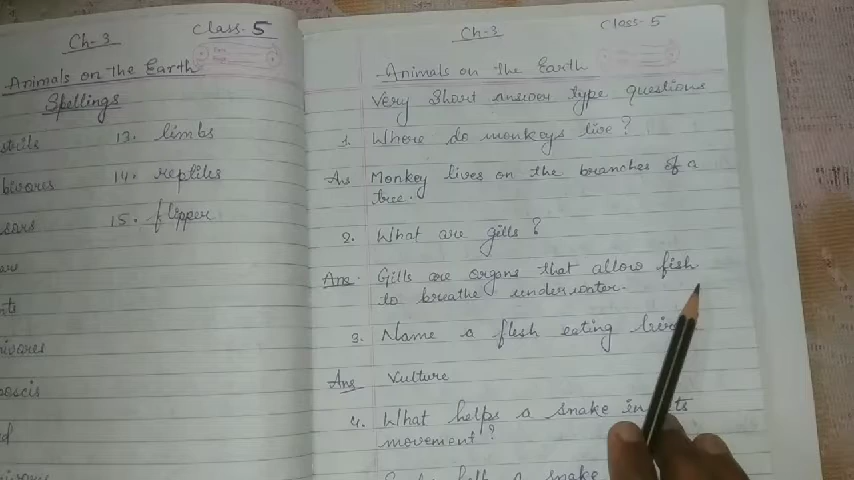 Ch-3
Class-5
Animals on the Earth
Spellings
13. limbs
14. reptiles
15. flipper
Ch-3
Class-5
Animals on the Earth
Very Short answer type questions
1. Where do monkeys live?
Ans Monkey lives on the branches of a
tree.
2. What are gills?
Ans. Gills are organs that allow fish
to breathe underwater.
3. Name a flesh eating
Ans Vulture
4. What helps a snake in its
movement?
a snake